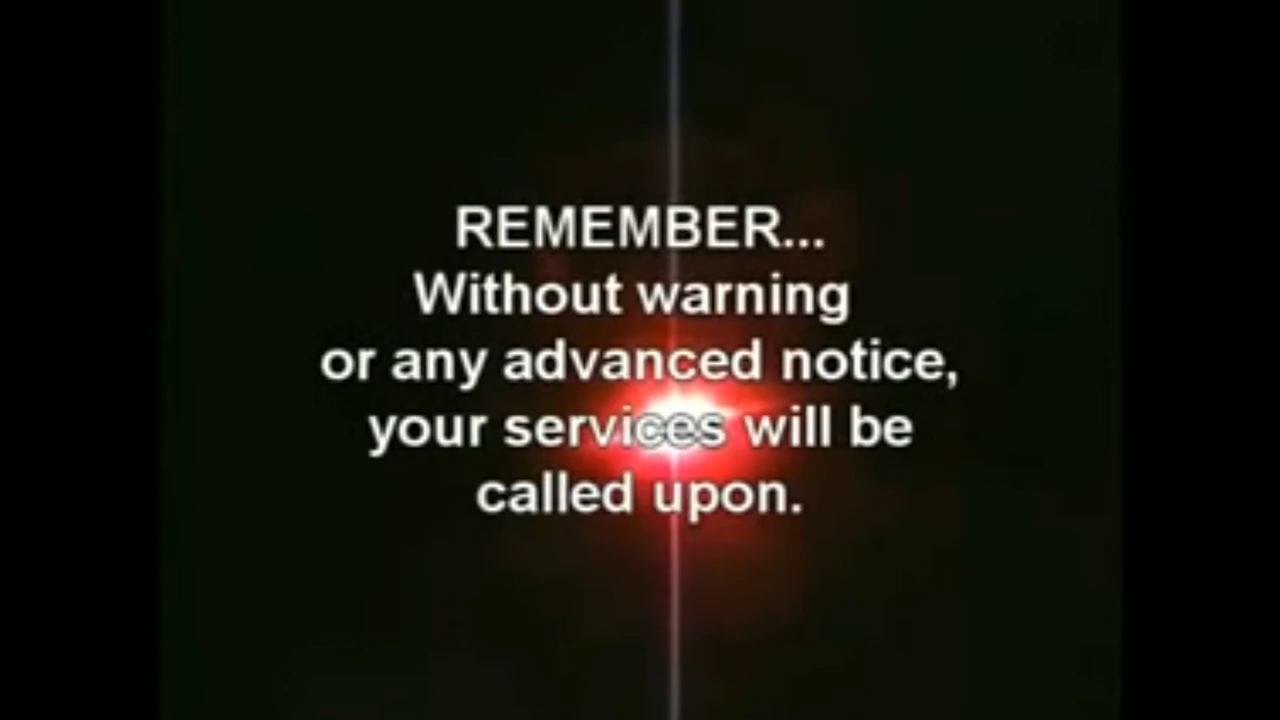 REMEMBER...
Without warning
or any advanced notice,
your services will be
called upon.